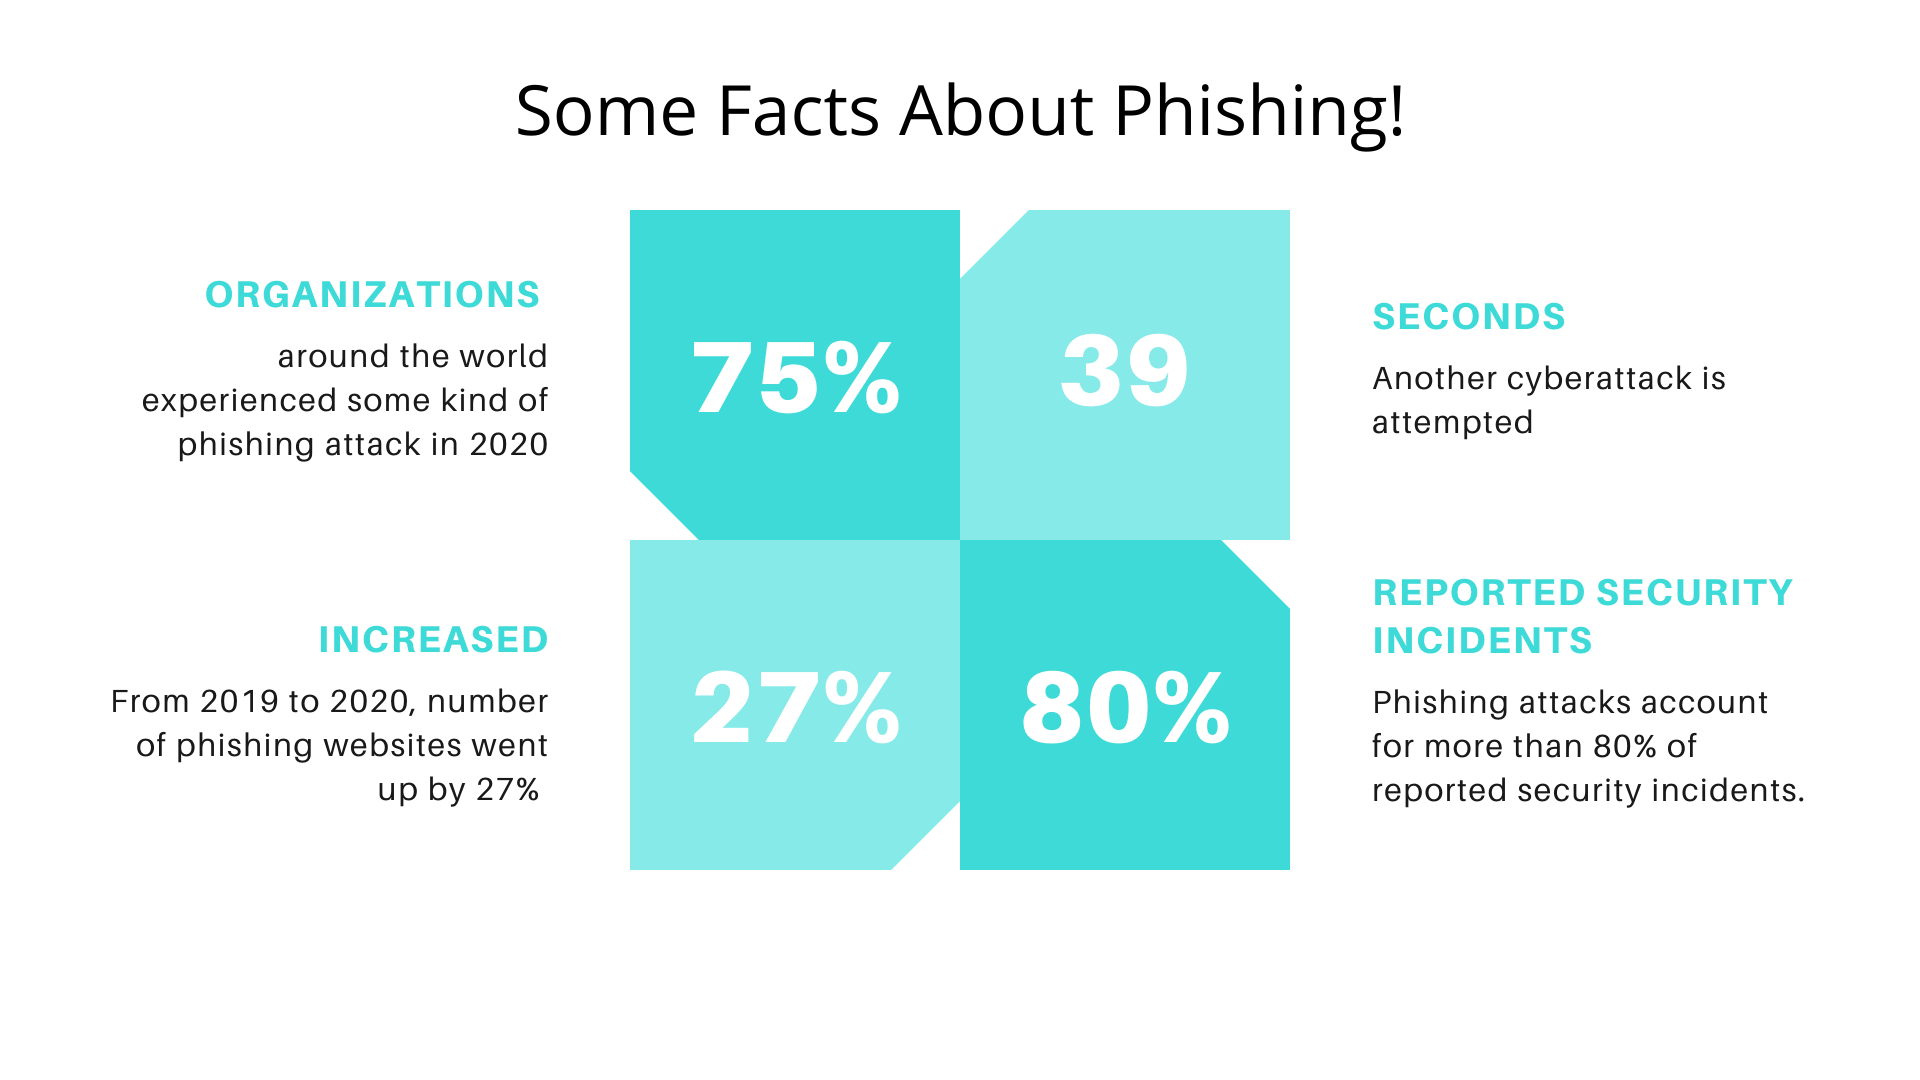 Some Facts About Phishing!
ORGANIZATIONS
around the world
experienced some kind of
phishing attack in 2020
75%
39
SECONDS
Another cyberattack is
attempted
INCREASED
From 2019 to 2020, number
of phishing websites went
up by 27%
27%
80%
REPORTED SECURITY
INCIDENTS
Phishing attacks account
for more than 80% of
reported security incidents.